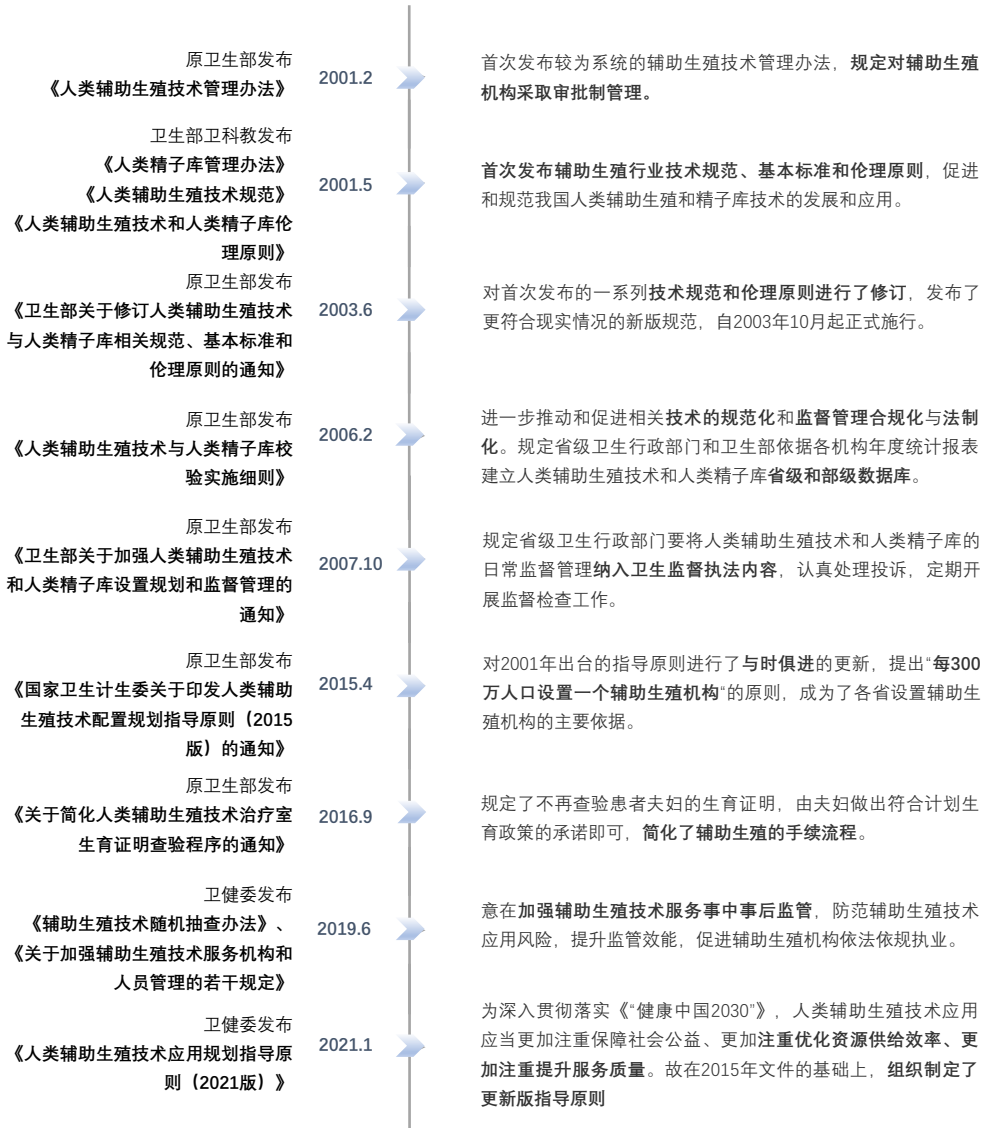 原卫生部发布
《人类辅助生殖技术管理办法》
2001.2
首次发布较为系统的辅助生殖技术管理办法，规定对辅助生殖
机构采取审批制管理。
卫生部卫科教发布
《人类精子库管理办法》
《人类辅助生殖技术规范》
《人类辅助生殖技术和人类精子库伦
理原则》
2001.5
首次发布辅助生殖行业技术规范、基本标准和伦理原则，促进
和规范我国人类辅助生殖和精子库技术的发展和应用。
原卫生部发布
《卫生部关于修订人类辅助生殖技术
与人类精子库相关规范、基本标准和
伦理原则的通知》
2003.6
对首次发布的一系列技术规范和伦理原则进行了修订，发布了
更符合现实情况的新版规范，自2003年10月起正式施行。
原卫生部发布
《人类辅助生殖技术与人类精子库校
验实施细则》
2006.2
进一步推动和促进相关技术的规范化和监督管理合规化与法制
化。规定省级卫生行政部门和卫生部依据各机构年度统计报表
建立人类辅助生殖技术和人类精子库省级和部级数据库。
原卫生部发布
《卫生部关于加强人类辅助生殖技术
和人类精子库设置规划和监督管理的
通知》
2007.10
规定省级卫生行政部门要将人类辅助生殖技术和人类精子库的
日常监督管理纳入卫生监督执法内容，认真处理投诉，定期开
展监督检查工作。
原卫生部发布
《国家卫生计生委关于印发人类辅助
生殖技术配置规划指导原则（2015
版）的通知》
2015.4
对2001年出台的指导原则进行了与时俱进的更新，提出“每300
万人口设置一个辅助生殖机构“的原则，成为了各省设置辅助生
殖机构的主要依据。
原卫生部发布
《关于简化人类辅助生殖技术治疗室
生育证明查验程序的通知》
2016.9
规定了不再查验患者夫妇的生育证明，由夫妇做出符合计划生
育政策的承诺即可，简化了辅助生殖的手续流程。
卫健委发布
《辅助生殖技术随机抽查办法》、
《关于加强辅助生殖技术服务机构和
人员管理的若干规定》
2019.6
意在加强辅助生殖技术服务事中事后监管，防范辅助生殖技术
应用风险，提升监管效能，促进辅助生殖机构依法依规执业。
卫健委发布
《人类辅助生殖技术应用规划指导原
则（2021版）》
2021.1
为深入贯彻落实《“健康中国2030”》，人类辅助生殖技术应用
应当更加注重保障社会公益、更加注重优化资源供给效率、更
加注重提升服务质量。故在2015年文件的基础上，组织制定了
更新版指导原则